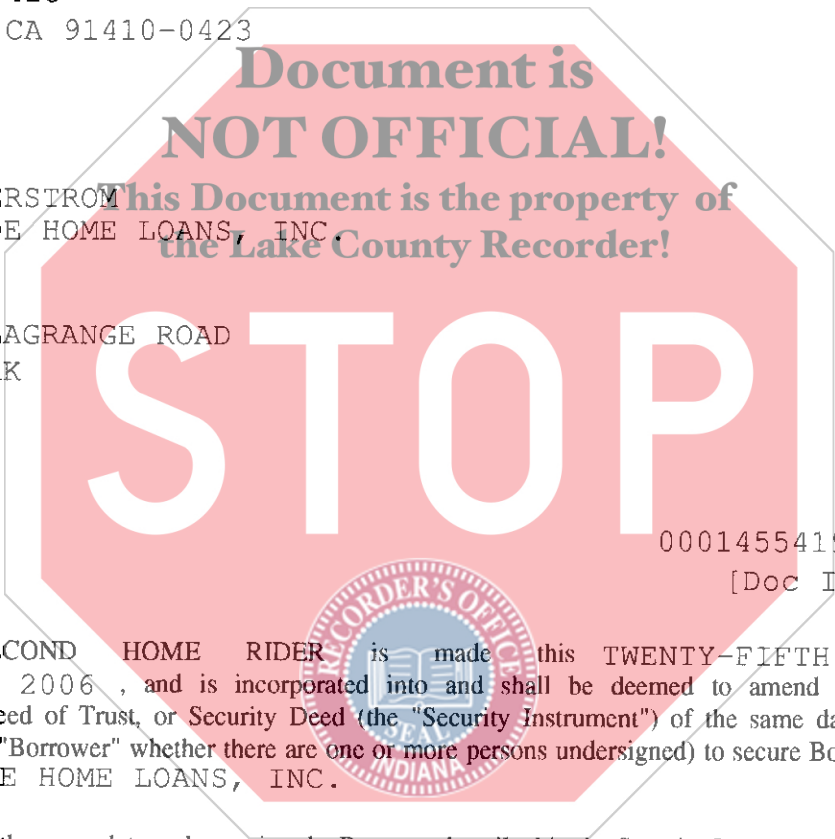 CA 91410-0423
Document is
NOT OFFICIAL!
ERSTROM
This Document is the property of
E HOME LOANS, INC.
the Lake County Recorder!
LAGRANGE ROAD
K
STOP
000145541
[Doc I
COND HOME RIDER is made this TWENTY-FIFTH
2006 , and is incorporated into and shall be deemed to amend
eed of Trust, or Security Deed (the "Security Instrument") of the same da
"Borrower" whether there are one or more persons undersigned) to secure Bo
E HOME LOANS, INC.
RECORDER'S OFFICE
SEAL
INDIANA